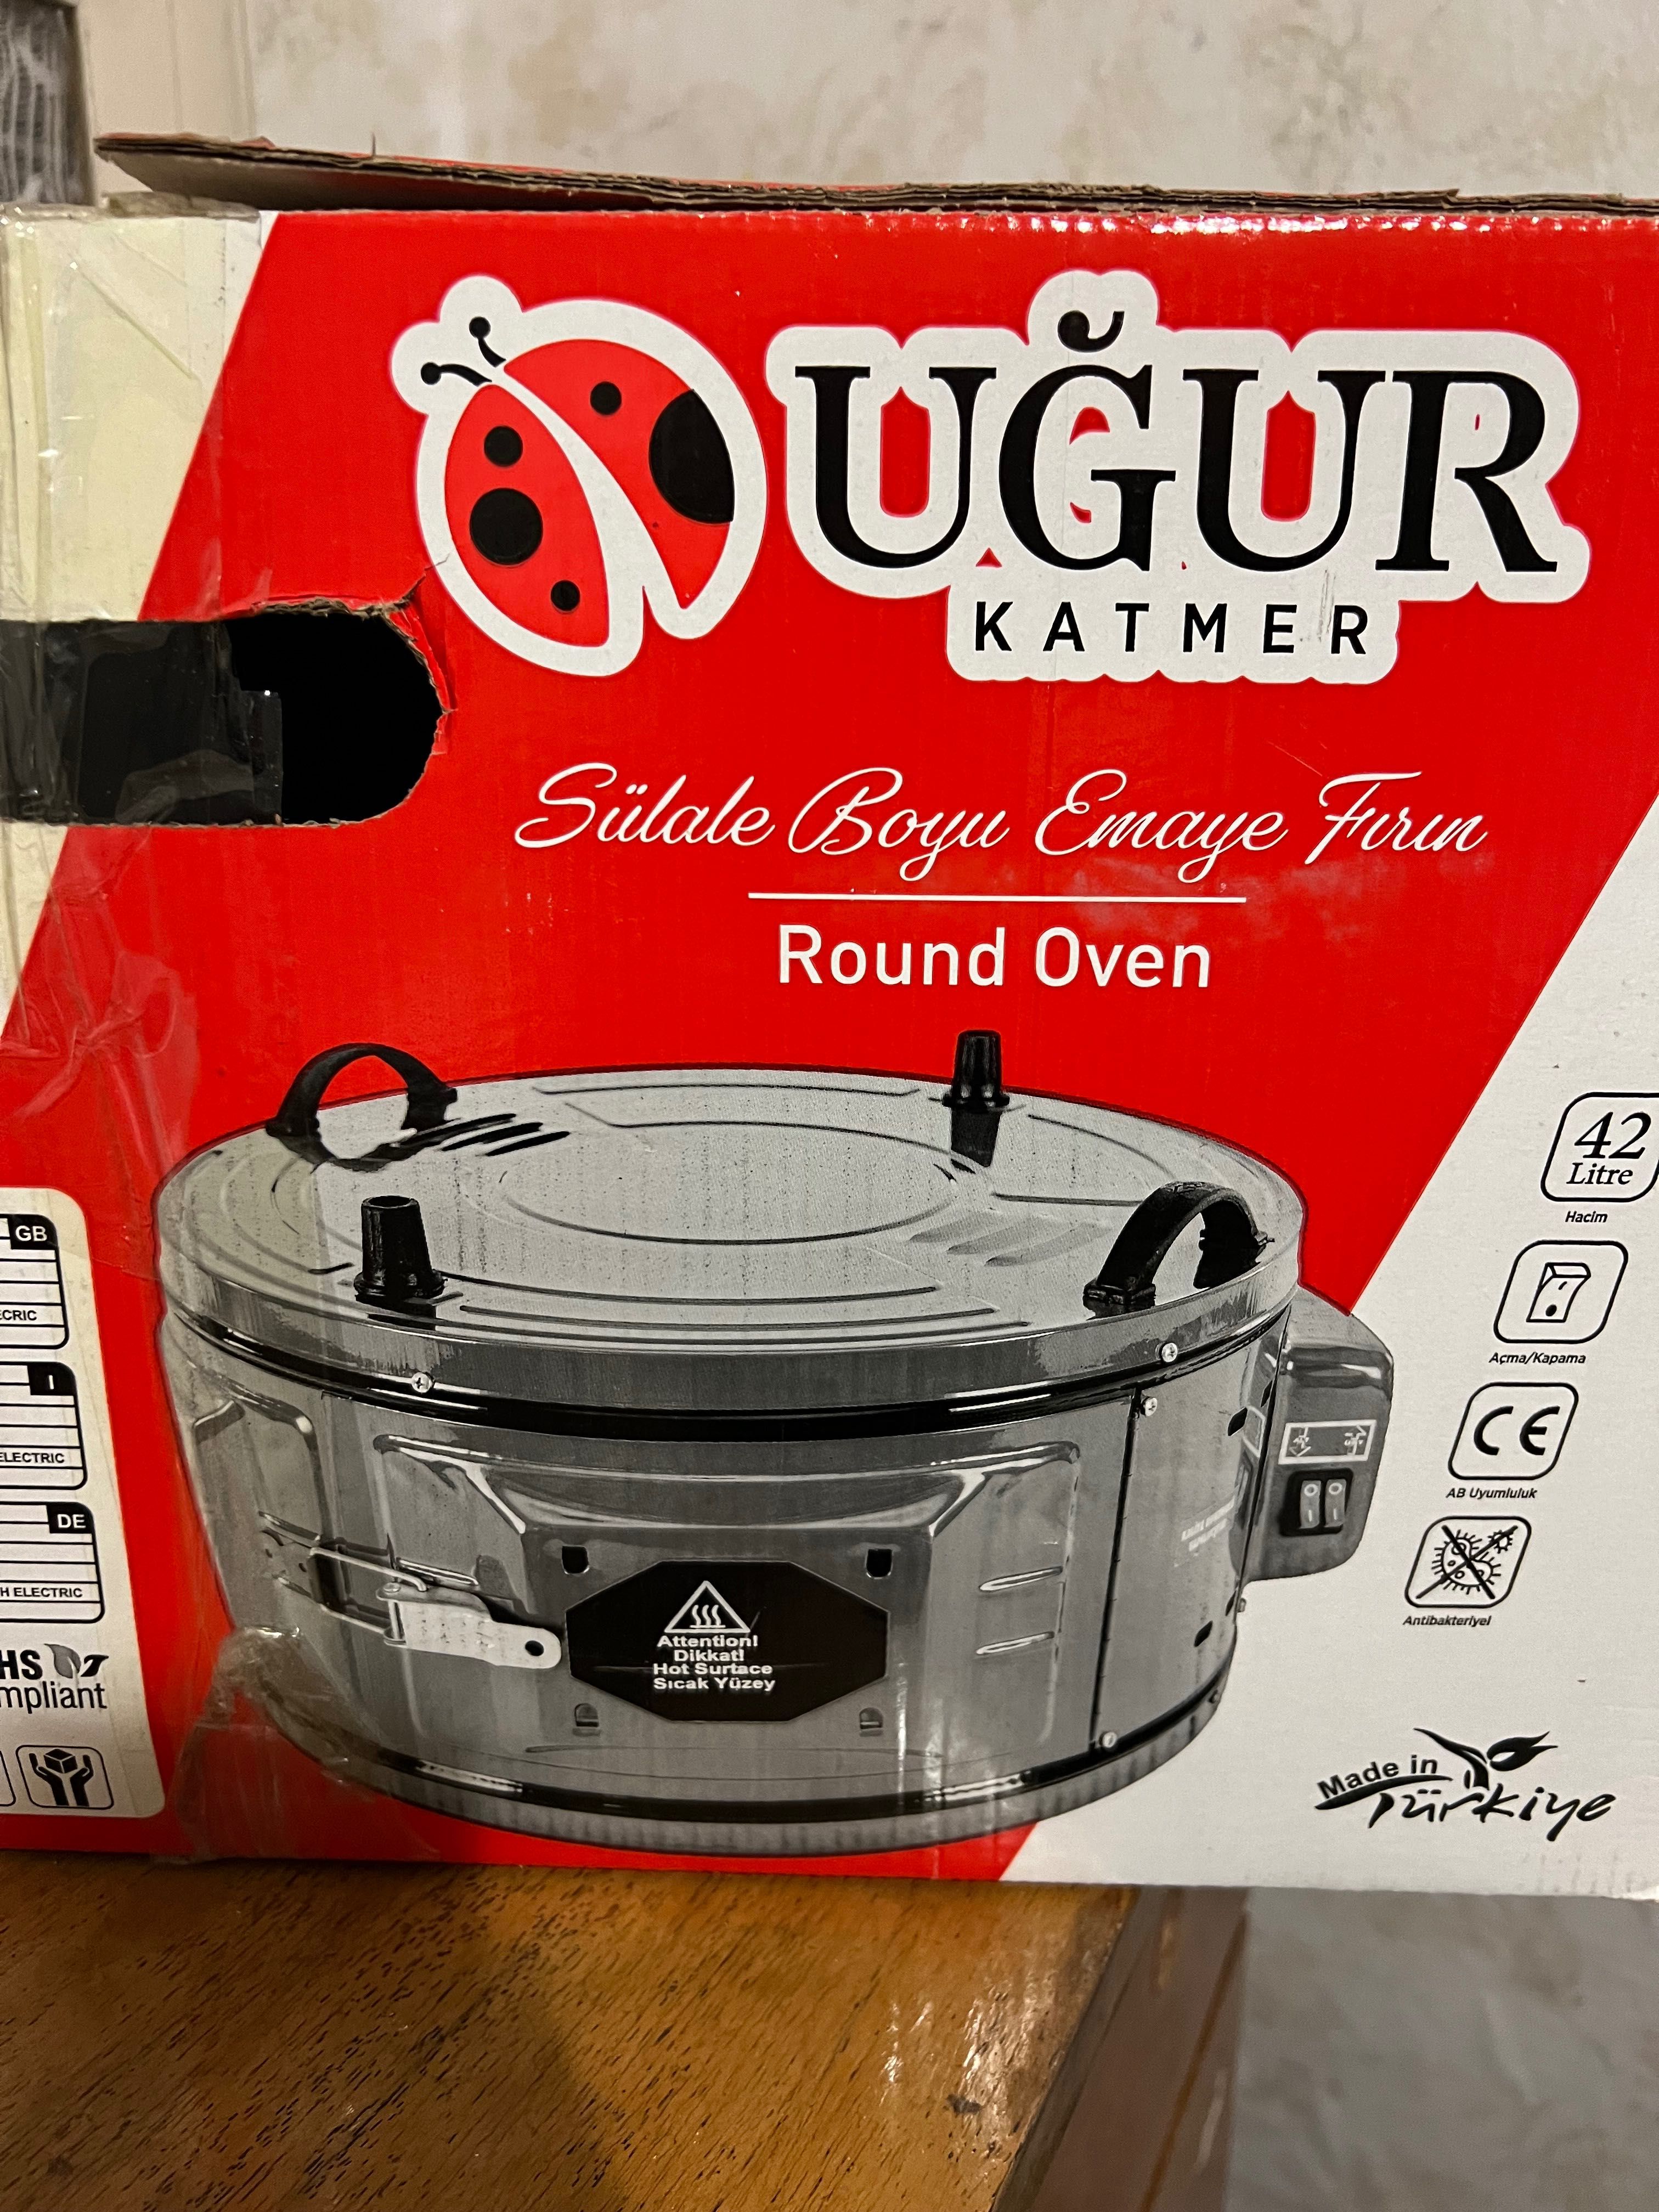 UĞUR
KATMER
Sülale Boyu Emaye Fırın
Round Oven
42
Litre
Hacim
Açma/Kapama
CE
AB Uyumluluk
Antibakteriyel
GB
ECRIC
I
ELECTRIC
DE
H ELECTRIC
HS
mpliant
Attention!
Dikkat!
Hot Surface
Sıcak Yüzey
Made in
Türkiye